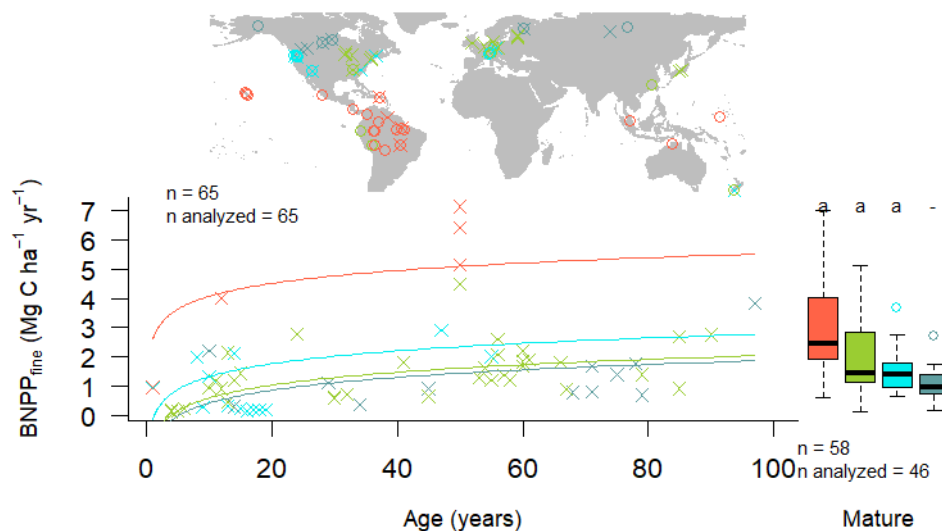 n = 65
n analyzed = 65
BNPP_fine (Mg C ha⁻¹ yr⁻¹)
7
6
5
4
3
2
1
0
0 20 40 60 80 100
Age (years)
a a a -
n = 58
n analyzed = 46
Mature